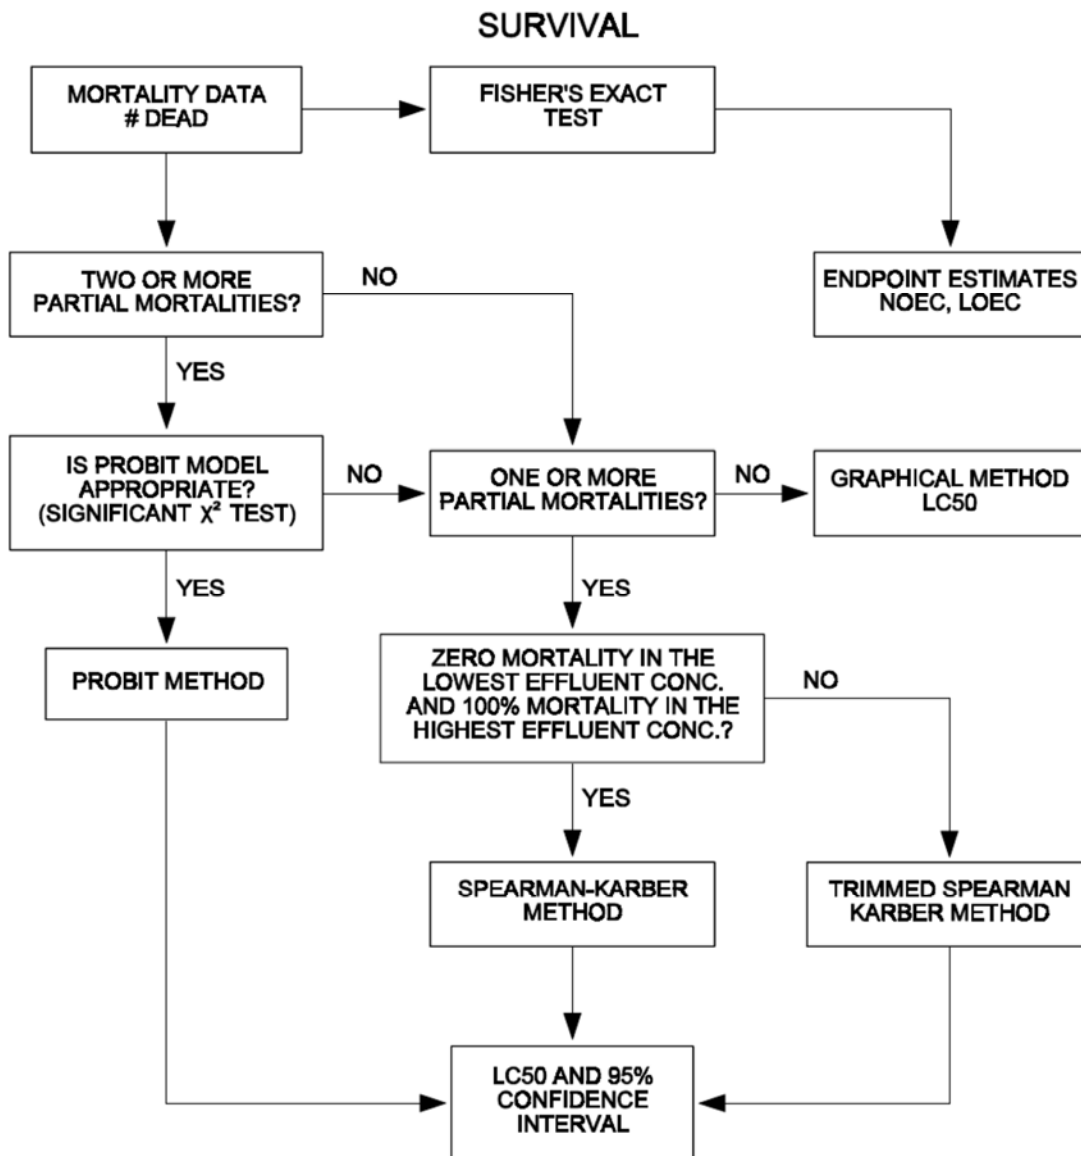 SURVIVAL
MORTALITY DATA
# DEAD
FISHER'S EXACT
TEST
TWO OR MORE
PARTIAL MORTALITIES?
NO
ENDPOINT ESTIMATES
NOEC, LOEC
YES
IS PROBIT MODEL
APPROPRIATE?
(SIGNIFICANT χ² TEST)
NO
ONE OR MORE
PARTIAL MORTALITIES?
NO
GRAPHICAL METHOD
LC50
YES
YES
PROBIT METHOD
ZERO MORTALITY IN THE
LOWEST EFFLUENT CONC.
AND 100% MORTALITY IN THE
HIGHEST EFFLUENT CONC.?
NO
YES
SPEARMAN-KARBER
METHOD
TRIMMED SPEARMAN
KARBER METHOD
LC50 AND 95%
CONFIDENCE
INTERVAL